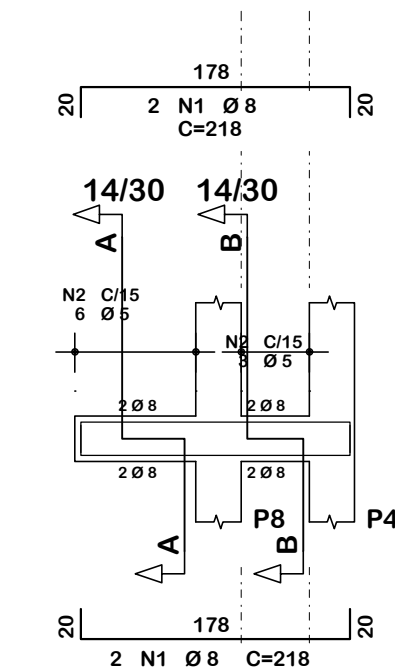 178
20
20
2 N1 Ø 8
C=218
14/30
14/30
A
B
N2 C/15
6 Ø 5
N2 C/15
3 Ø 5
2 Ø 8
2 Ø 8
2 Ø 8
2 Ø 8
P8
P4
A
B
20
178
20
2 N1 Ø 8 C=218